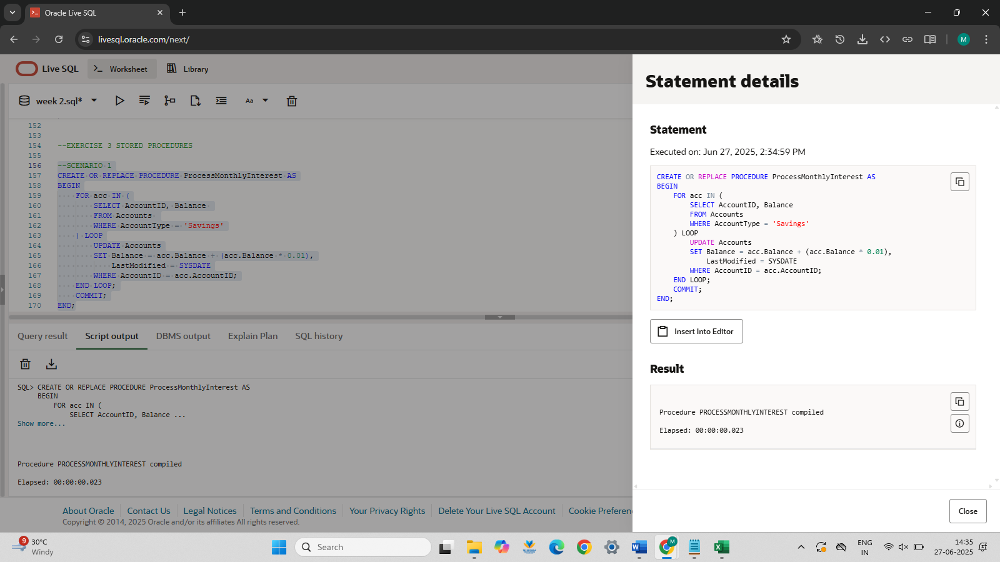 Oracle Live SQL
livesql.oracle.com/next/
M
Live SQL
Worksheet
Library
week 2.sql*
Aa
152
153
154 --EXERCISE 3 STORED PROCEDURES
155
156 --SCENARIO 1
157 CREATE OR REPLACE PROCEDURE ProcessMonthlyInterest AS
158 BEGIN
159 FOR acc IN (
160 SELECT AccountID, Balance
161 FROM Accounts
162 WHERE AccountType = 'Savings'
163 ) LOOP
164 UPDATE Accounts
165 SET Balance = acc.Balance + (acc.Balance * 0.01),
166 LastModified = SYSDATE
167 WHERE AccountID = acc.AccountID;
168 END LOOP;
169 COMMIT;
170 END;
Query result Script output DBMS output Explain Plan SQL history
SQL> CREATE OR REPLACE PROCEDURE ProcessMonthlyInterest AS
BEGIN
FOR acc IN (
SELECT AccountID, Balance ...
Show more...
Procedure PROCESSMONTHLYINTEREST compiled
Elapsed: 00:00:00.023
About Oracle Contact Us Legal Notices Terms and Conditions Your Privacy Rights Delete Your Live SQL Account Cookie Preferen
Copyright © 2014, 2025 Oracle and/or its affiliates All rights reserved.
Statement details
Statement
Executed on: Jun 27, 2025, 2:34:59 PM
CREATE OR REPLACE PROCEDURE ProcessMonthlyInterest AS
BEGIN
FOR acc IN (
SELECT AccountID, Balance
FROM Accounts
WHERE AccountType = 'Savings'
) LOOP
UPDATE Accounts
SET Balance = acc.Balance + (acc.Balance * 0.01),
LastModified = SYSDATE
WHERE AccountID = acc.AccountID;
END LOOP;
COMMIT;
END;
Insert Into Editor
Result
Procedure PROCESSMONTHLYINTEREST compiled
Elapsed: 00:00:00.023
Close
9
30°C
Windy
Search
M
ENG
IN
14:35
27-06-2025